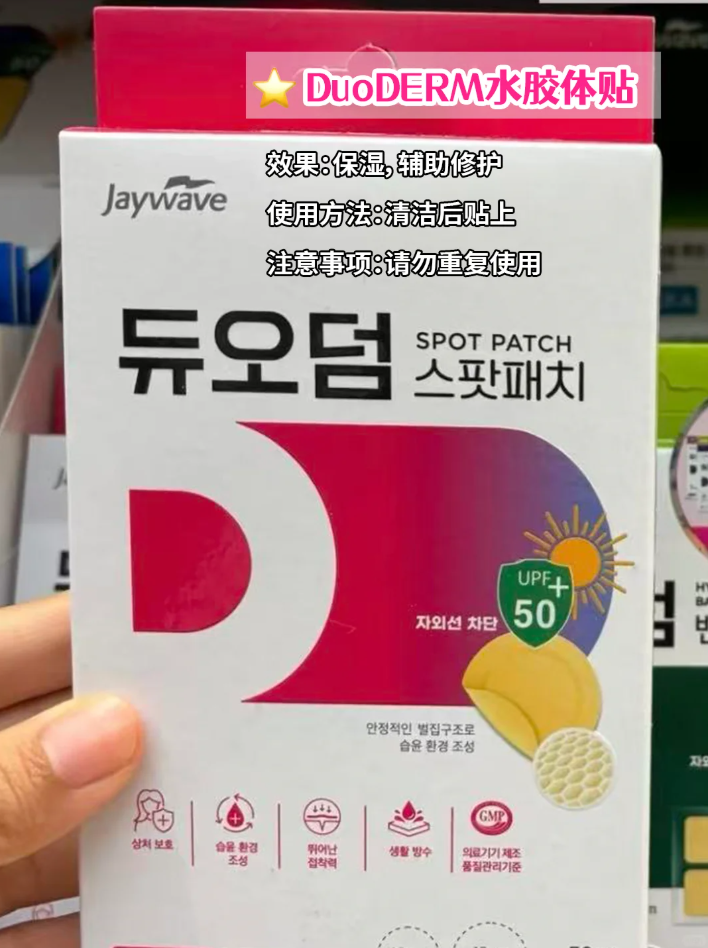 ⭐ DuoDERM水胶体贴
效果:保湿,辅助修护
使用方法:清洁后贴上
注意事项:请勿重复使用
Jaywave
듀오덤 SPOT PATCH
스팟패치
UPF+
50
자외선 차단
안정적인 벌집구조로
습윤 환경 조성
상처 보호
습윤 환경
조성
뛰어난
접착력
생활 방수
GMP
의료기기 제조
품질관리기준